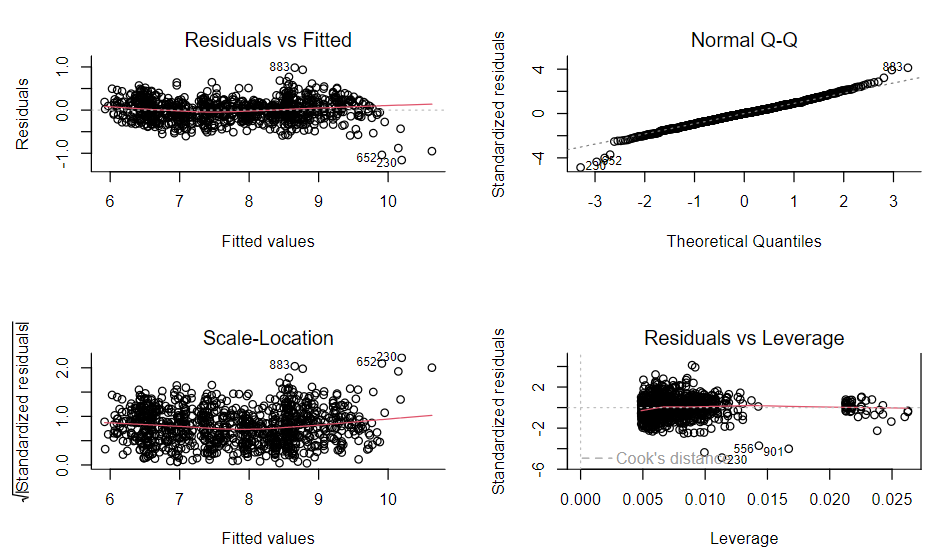 Residuals vs Fitted
Residuals
1.0
0.0
-1.0
883
652
230
6 7 8 9 10
Fitted values
Normal Q-Q
Standardized residuals
4
0
-4
883
652
230
-3 -2 -1 0 1 2 3
Theoretical Quantiles
Scale-Location
√|Standardized residuals|
2.0
1.0
0.0
883
652
230
6 7 8 9 10
Fitted values
Residuals vs Leverage
Standardized residuals
2
-2
-6
556
901
230
Cook's distance
0.000 0.005 0.010 0.015 0.020 0.025
Leverage